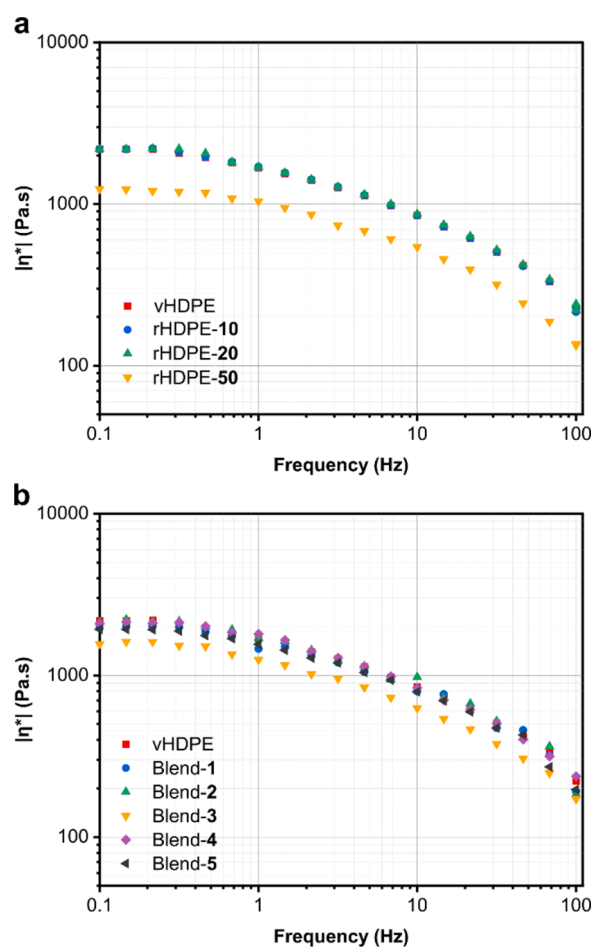 a
10000
1000
100
|η*| (Pa.s)
vHDPE
rHDPE-10
rHDPE-20
rHDPE-50
0.1 1 10 100
Frequency (Hz)
b
10000
1000
100
|η*| (Pa.s)
vHDPE
Blend-1
Blend-2
Blend-3
Blend-4
Blend-5
0.1 1 10 100
Frequency (Hz)